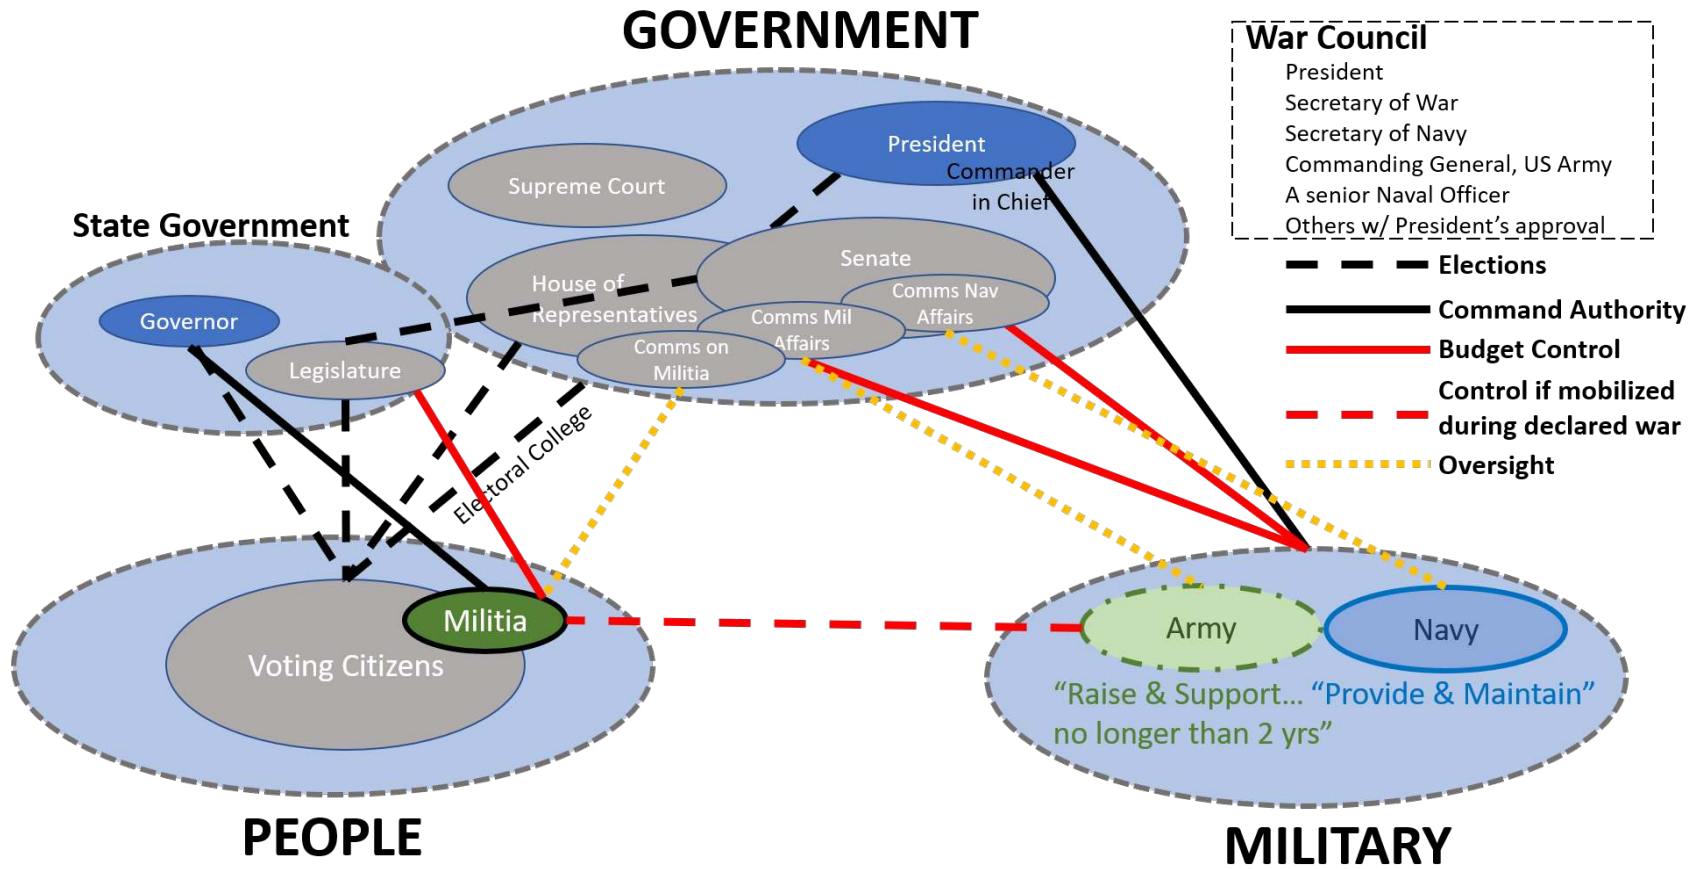 GOVERNMENT
War Council
President
Secretary of War
Secretary of Navy
Commanding General, US Army
A senior Naval Officer
Others w/ President’s approval
Elections
Command Authority
Budget Control
Control if mobilized
during declared war
Oversight
President
Commander
in Chief
Supreme Court
State Government
Senate
House of
Representatives
Comms Nav
Affairs
Comms Mil
Affairs
Comms on
Militia
Governor
Legislature
Electoral College
Militia
Voting Citizens
Army
Navy
“Raise & Support...
no longer than 2 yrs”
“Provide & Maintain”
PEOPLE
MILITARY